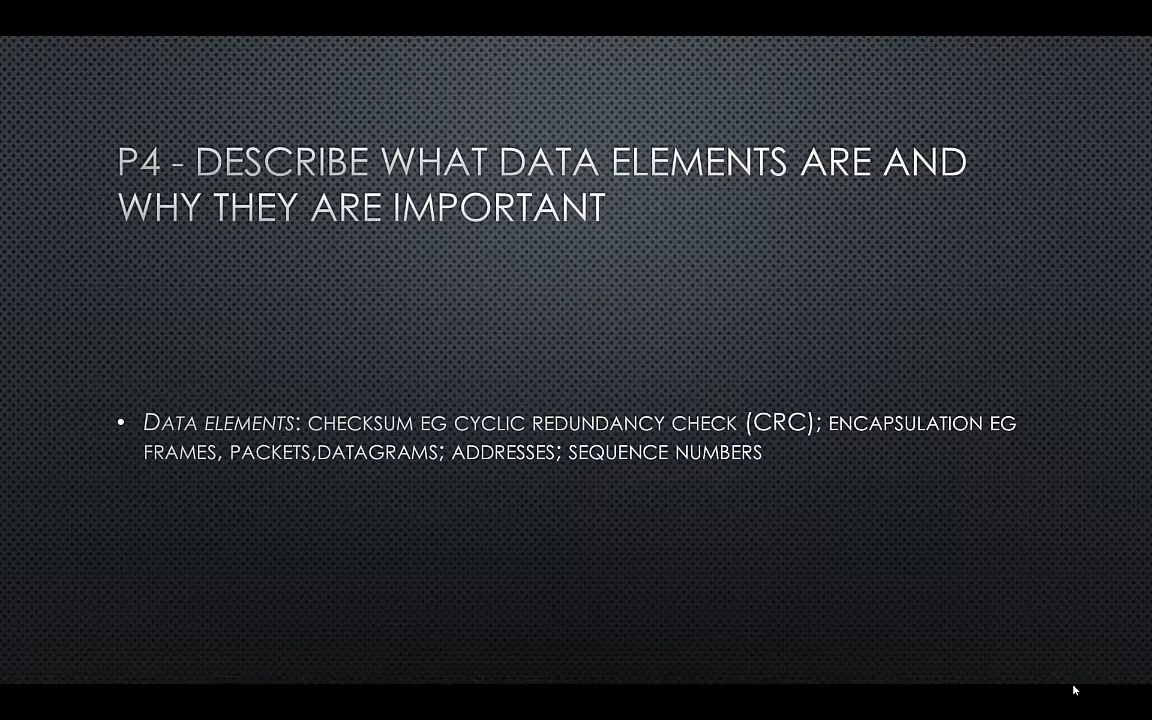 P4 - DESCRIBE WHAT DATA ELEMENTS ARE AND
WHY THEY ARE IMPORTANT
• DATA ELEMENTS: CHECKSUM EG CYCLIC REDUNDANCY CHECK (CRC); ENCAPSULATION EG
FRAMES, PACKETS,DATAGRAMS; ADDRESSES; SEQUENCE NUMBERS